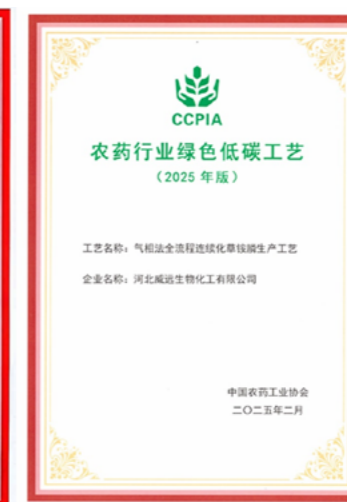 CCPIA
农药行业绿色低碳工艺
（2025 年版）
工艺名称：气相法全流程连续化草铵膦生产工艺
企业名称：河北威远生物化工有限公司
中国农药工业协会
二〇二五年二月